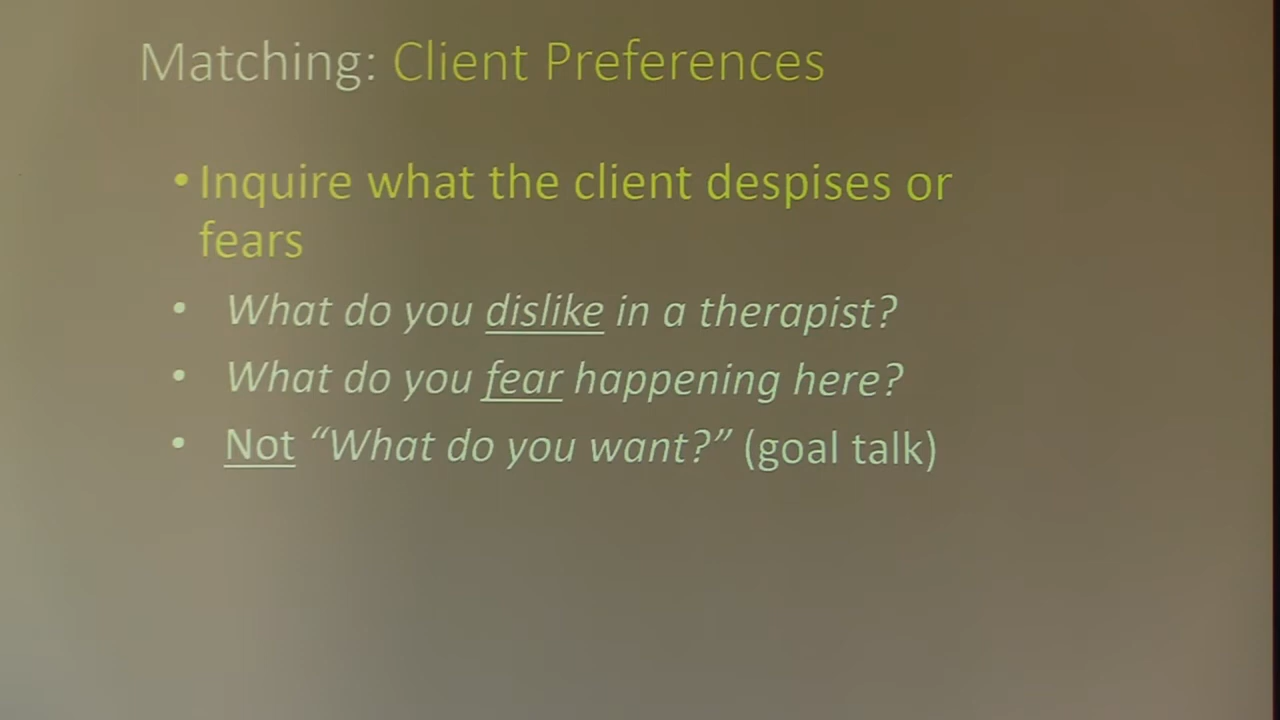 Matching: Client Preferences
• Inquire what the client despises or
fears
• What do you dislike in a therapist?
• What do you fear happening here?
• Not “What do you want?” (goal talk)